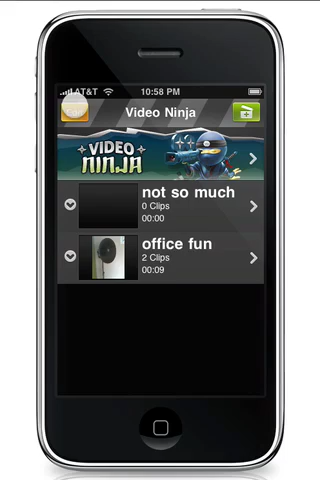 AT&T
10:58 PM
Video Ninja
VIDEO
NINJA
not so much
0 Clips
00:00
office fun
2 Clips
00:09